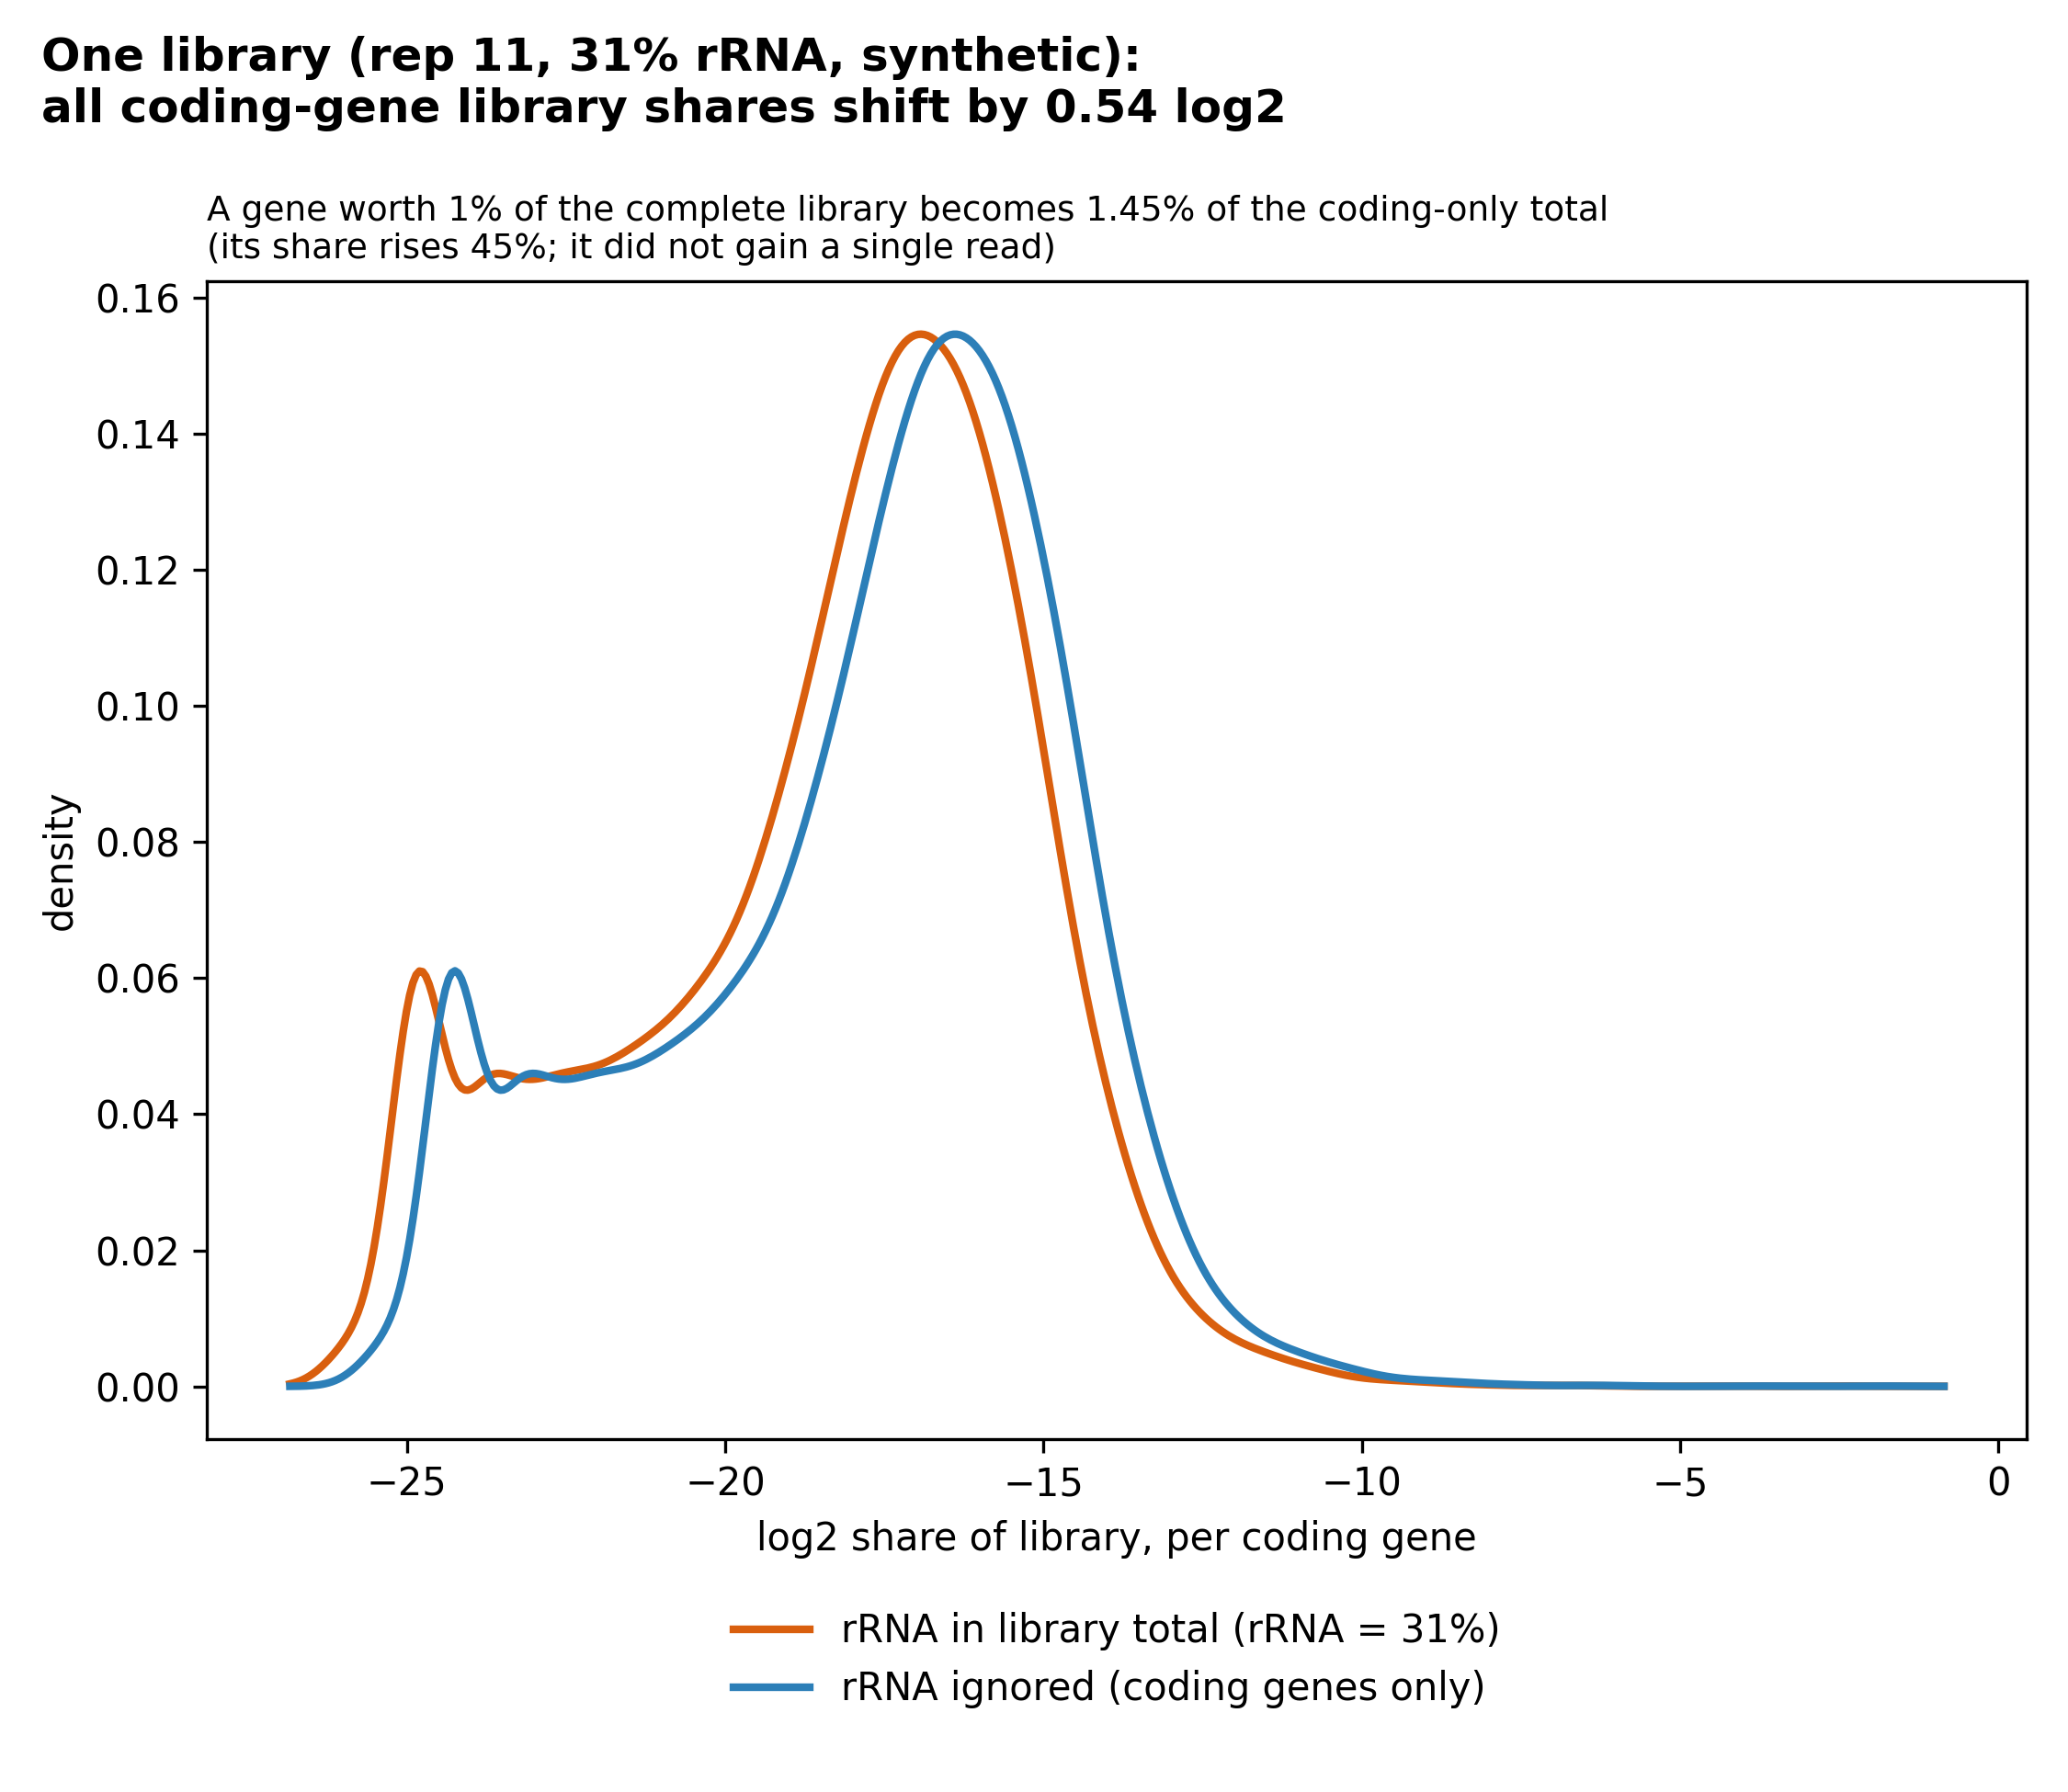 One library (rep 11, 31% rRNA, synthetic):
all coding-gene library shares shift by 0.54 log2
A gene worth 1% of the complete library becomes 1.45% of the coding-only total
(its share rises 45%; it did not gain a single read)
0.16
0.14
0.12
0.10
0.08
0.06
0.04
0.02
0.00
density
−25
−20
−15
−10
−5
0
log2 share of library, per coding gene
rRNA in library total (rRNA = 31%)
rRNA ignored (coding genes only)